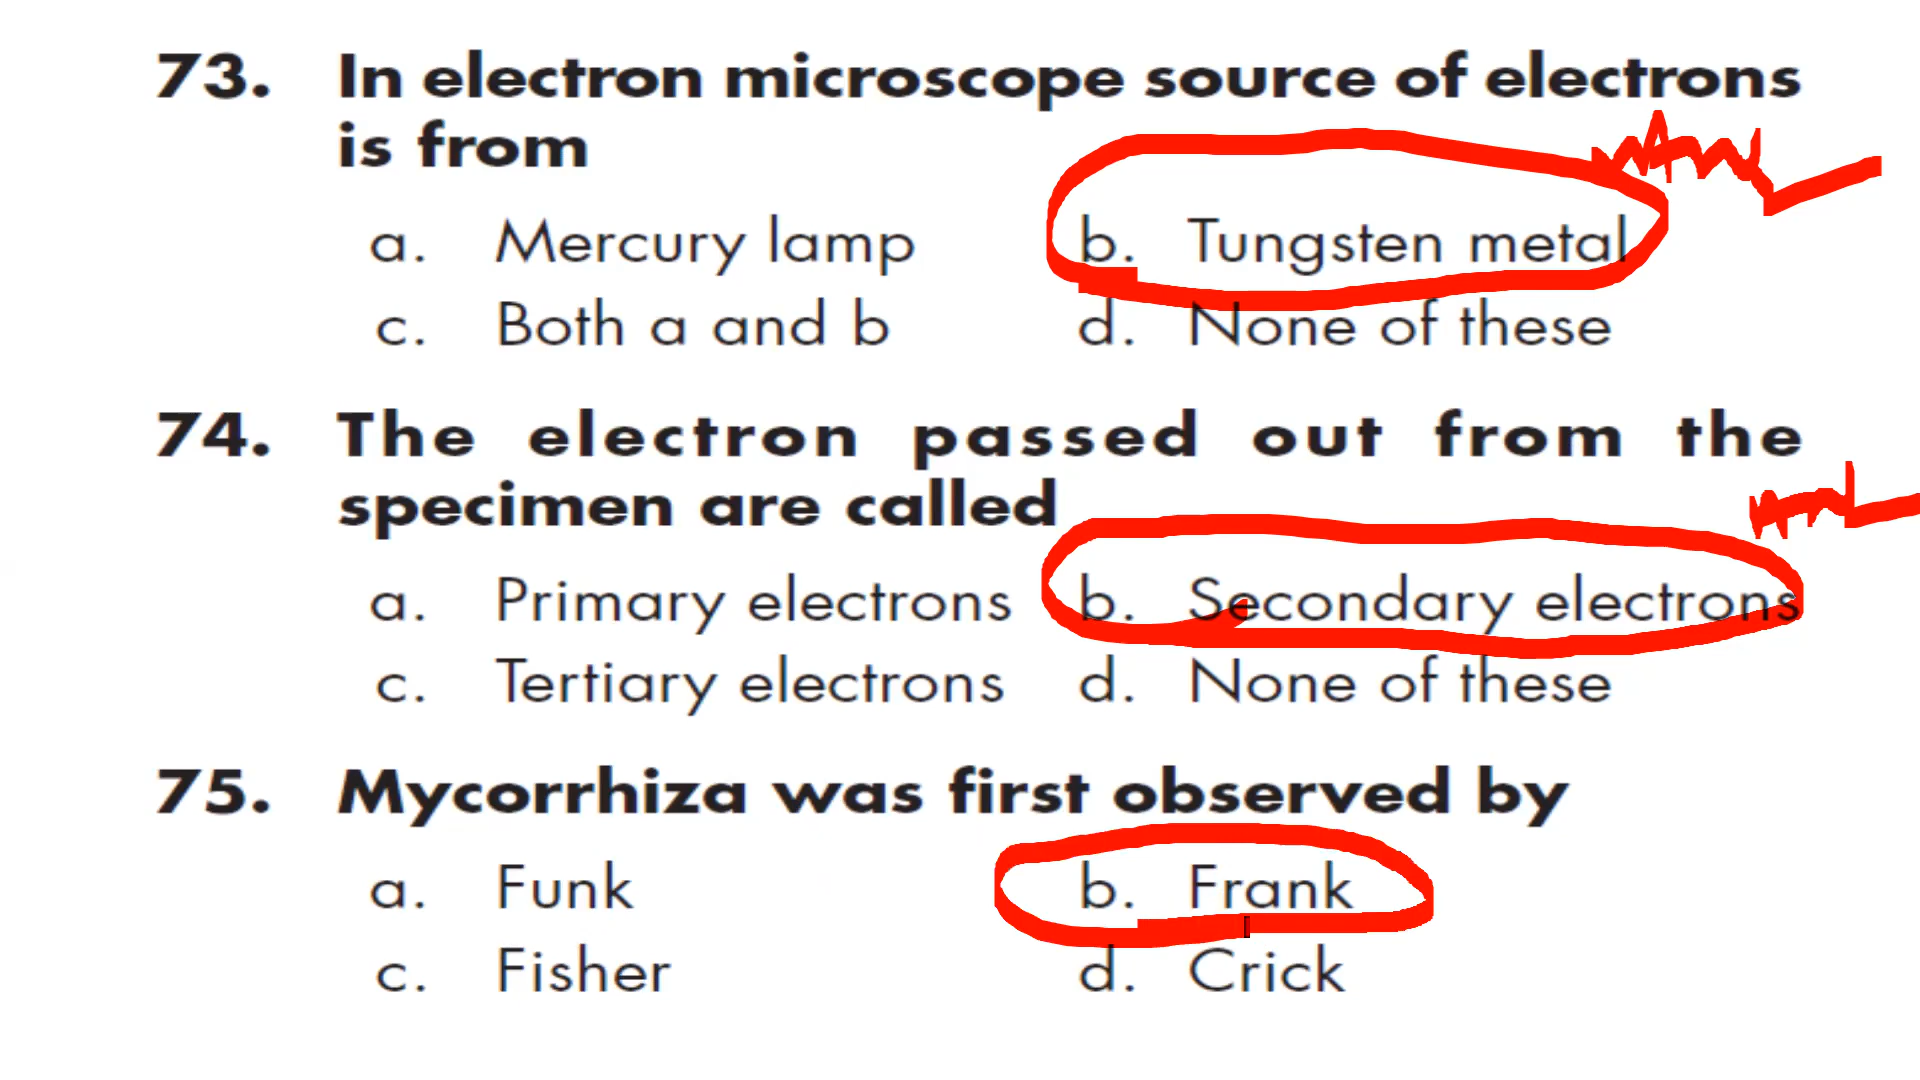 73. In electron microscope source of electrons
is from
a. Mercury lamp b. Tungsten metal
c. Both a and b d. None of these
74. The electron passed out from the
specimen are called
a. Primary electrons b. Secondary electrons
c. Tertiary electrons d. None of these
75. Mycorrhiza was first observed by
a. Funk b. Frank
c. Fisher d. Crick